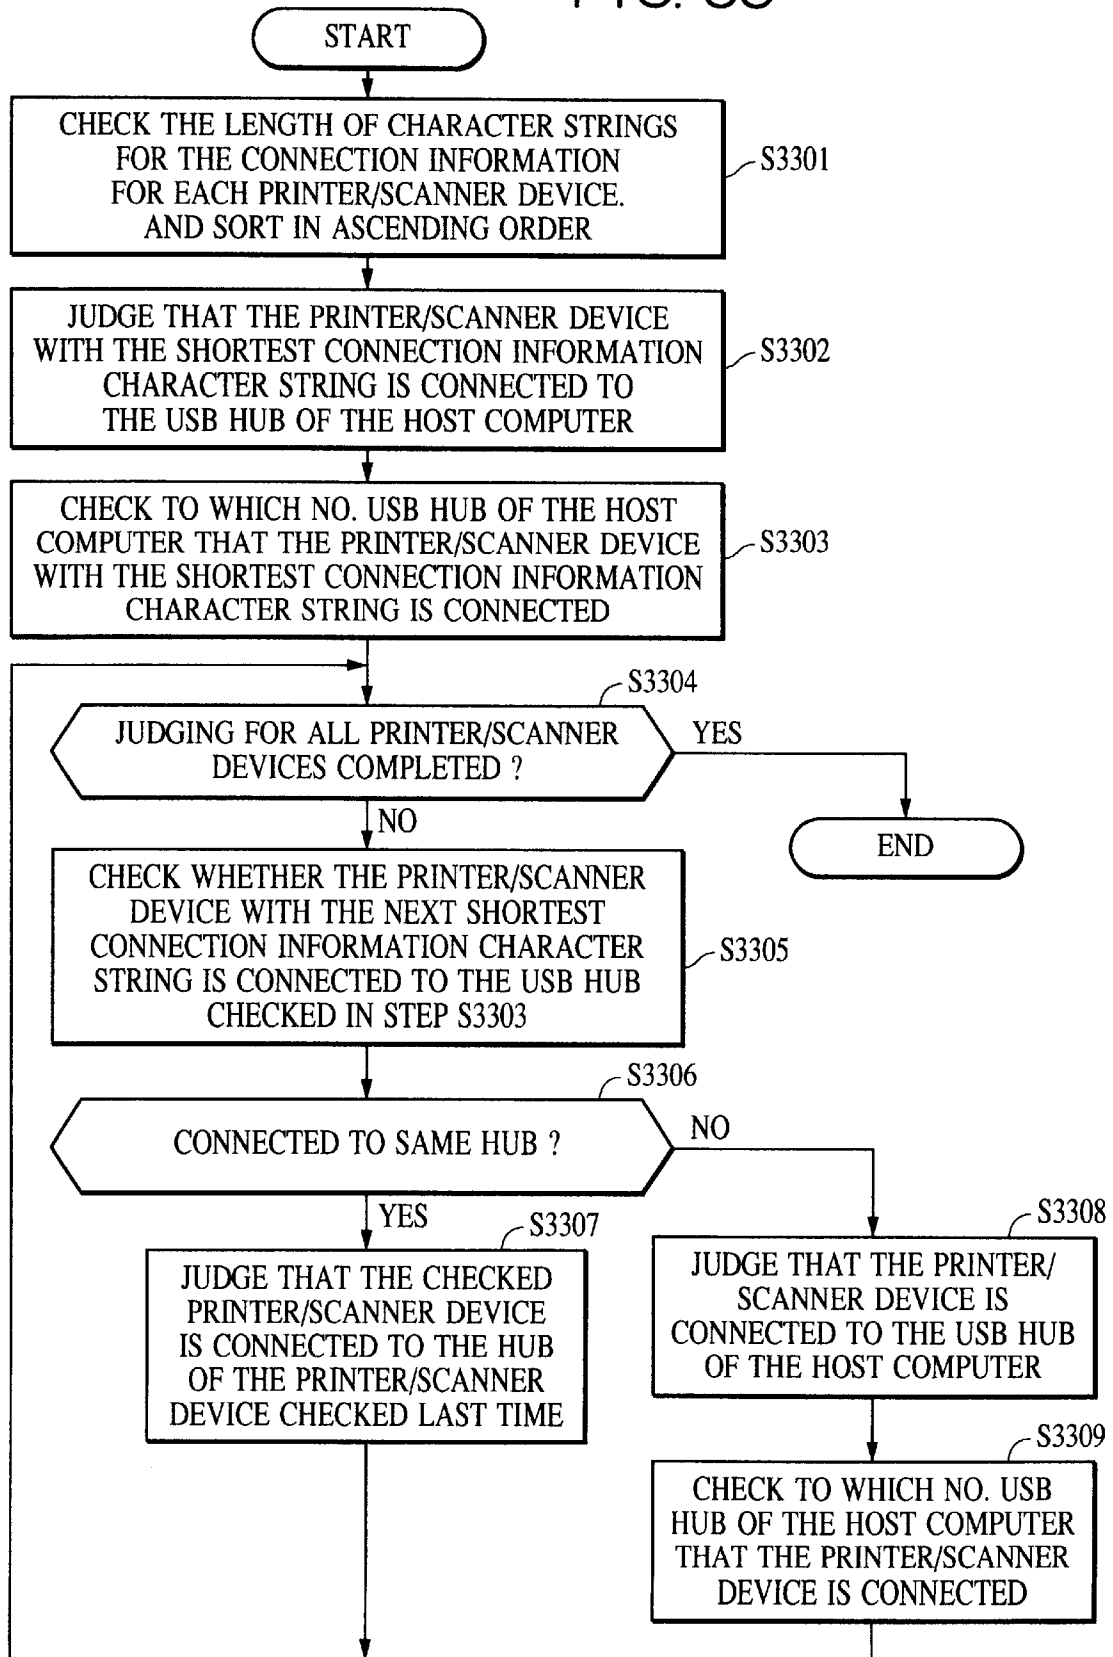 START
CHECK THE LENGTH OF CHARACTER STRINGS
FOR THE CONNECTION INFORMATION
FOR EACH PRINTER/SCANNER DEVICE.
AND SORT IN ASCENDING ORDER
S3301
JUDGE THAT THE PRINTER/SCANNER DEVICE
WITH THE SHORTEST CONNECTION INFORMATION
CHARACTER STRING IS CONNECTED TO
THE USB HUB OF THE HOST COMPUTER
S3302
CHECK TO WHICH NO. USB HUB OF THE HOST
COMPUTER THAT THE PRINTER/SCANNER DEVICE
WITH THE SHORTEST CONNECTION INFORMATION
CHARACTER STRING IS CONNECTED
S3303
S3304
JUDGING FOR ALL PRINTER/SCANNER
DEVICES COMPLETED ?
YES
NO
END
CHECK WHETHER THE PRINTER/SCANNER
DEVICE WITH THE NEXT SHORTEST
CONNECTION INFORMATION CHARACTER
STRING IS CONNECTED TO THE USB HUB
CHECKED IN STEP S3303
S3305
S3306
CONNECTED TO SAME HUB ?
NO
YES
S3307
JUDGE THAT THE CHECKED
PRINTER/SCANNER DEVICE
IS CONNECTED TO THE HUB
OF THE PRINTER/SCANNER
DEVICE CHECKED LAST TIME
S3308
JUDGE THAT THE PRINTER/
SCANNER DEVICE IS
CONNECTED TO THE USB HUB
OF THE HOST COMPUTER
S3309
CHECK TO WHICH NO. USB
HUB OF THE HOST COMPUTER
THAT THE PRINTER/SCANNER
DEVICE IS CONNECTED